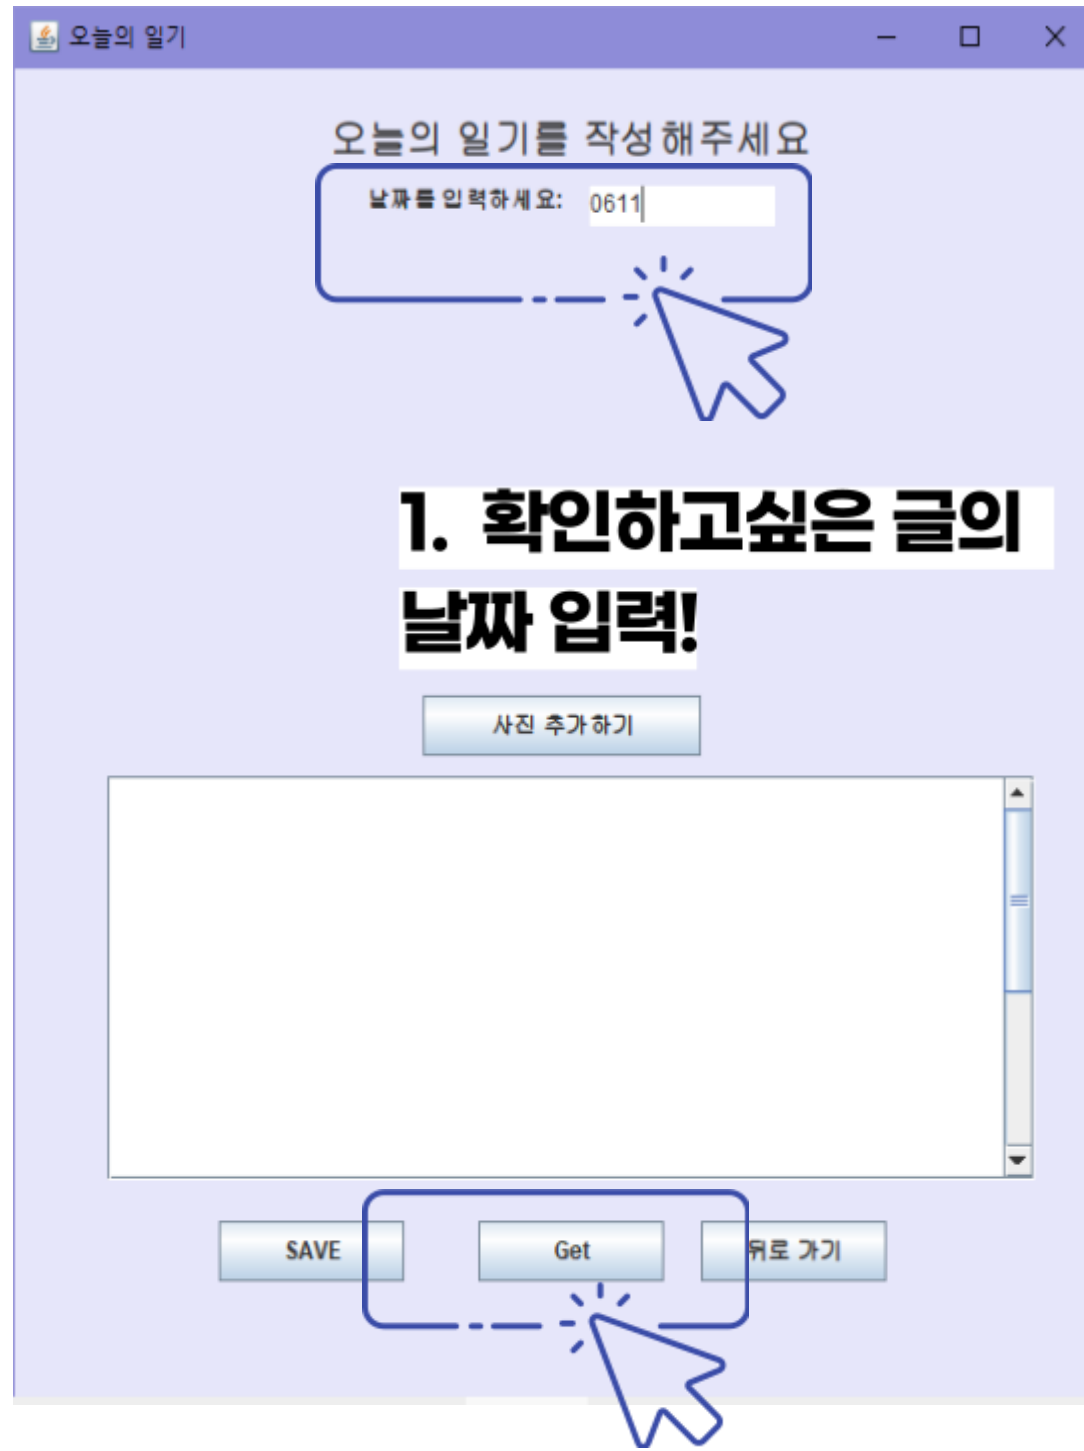 오늘의 일기
오늘의 일기를 작성해주세요
날짜를 입력하세요: 0611
1. 확인하고싶은 글의
날짜 입력!
사진 추가하기
SAVE Get 뒤로 가기